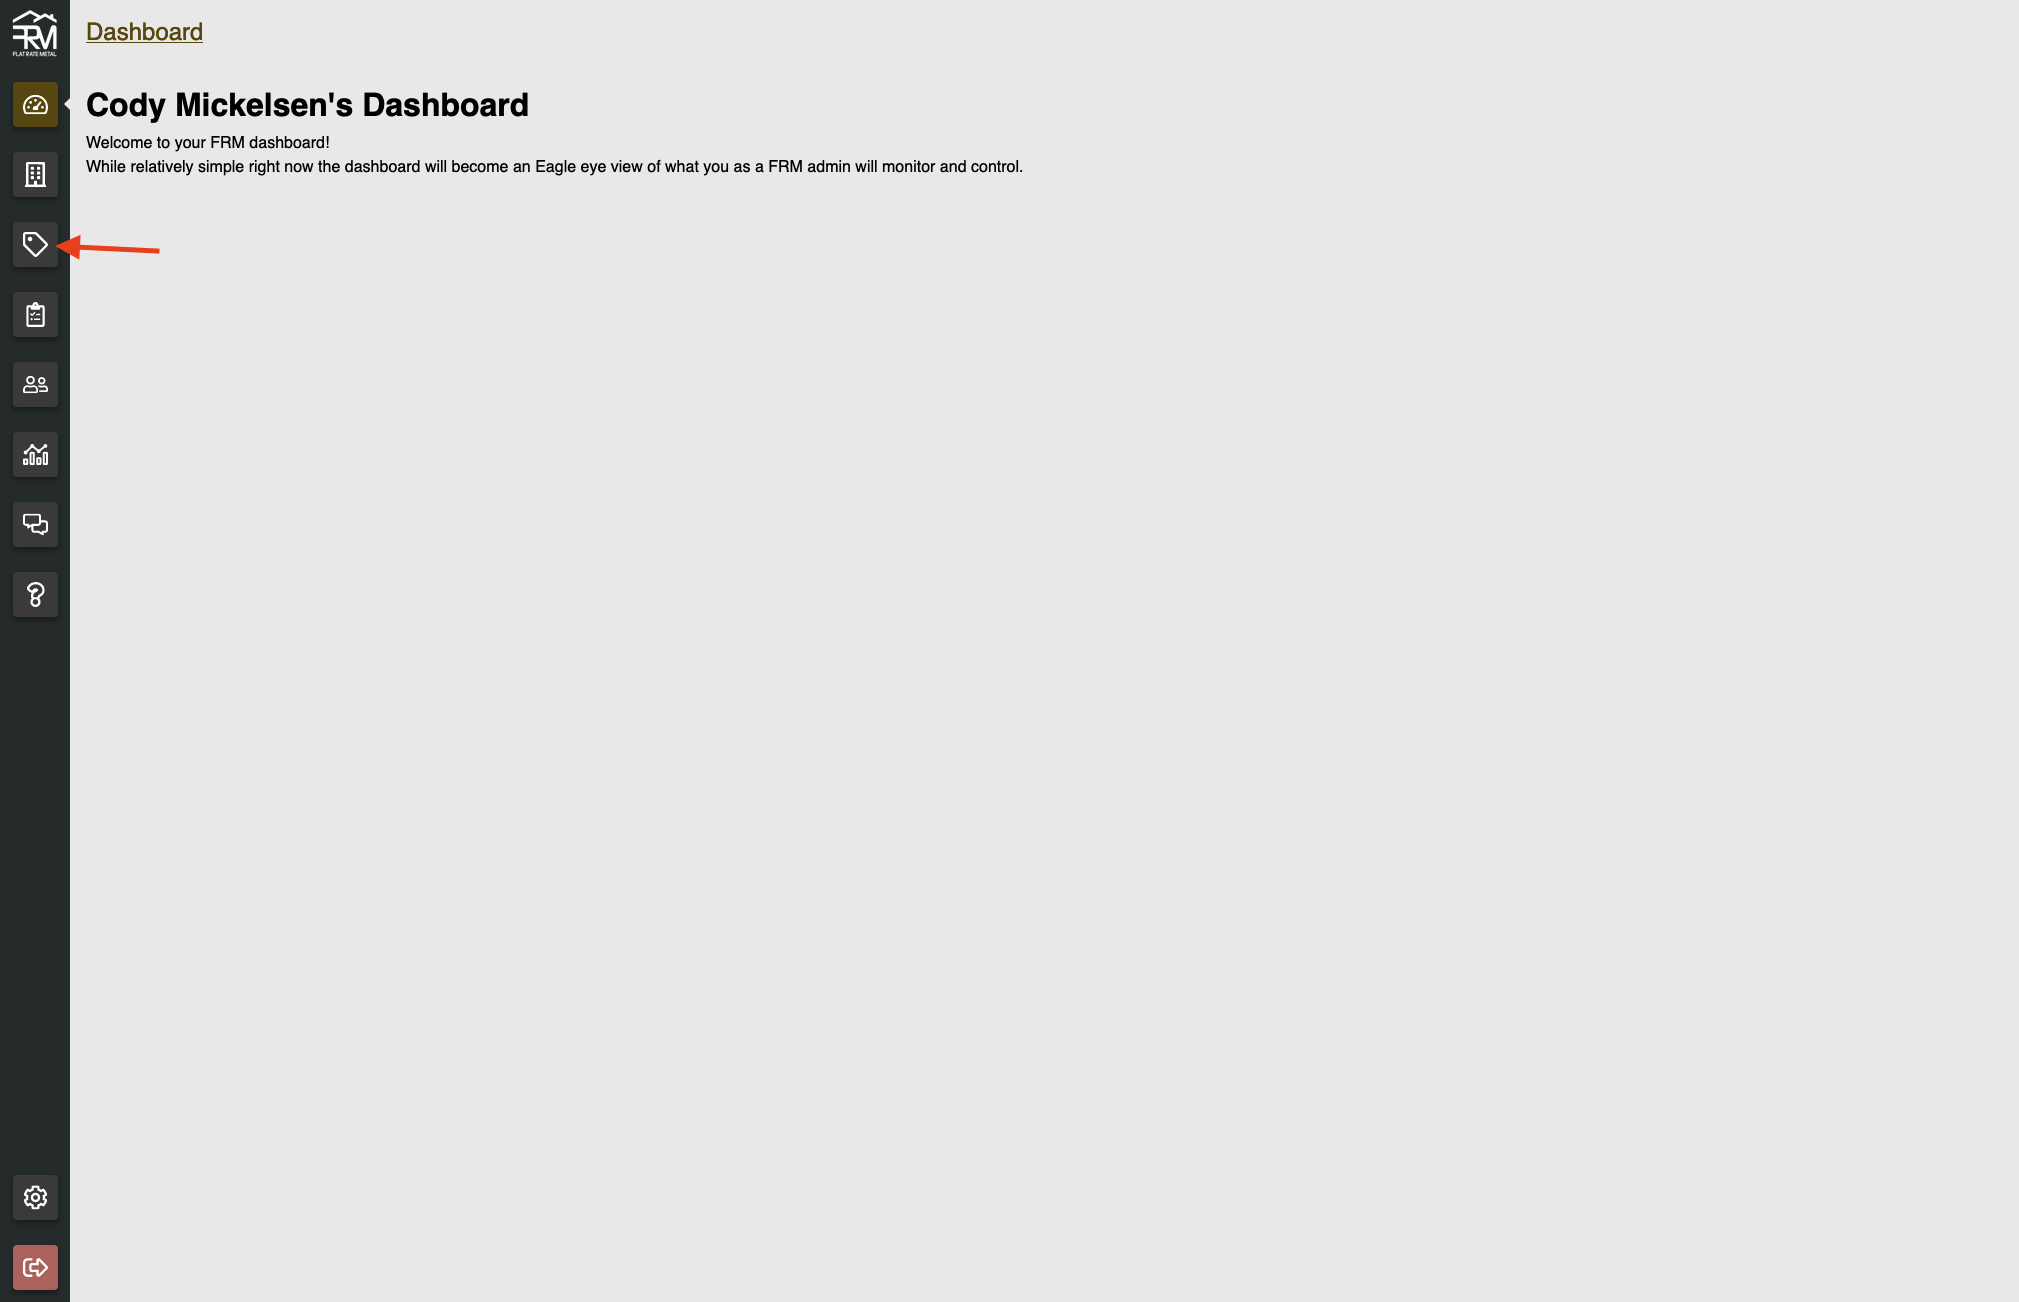 FRM
FLAT RATE METAL
Dashboard
Cody Mickelsen's Dashboard
Welcome to your FRM dashboard!
While relatively simple right now the dashboard will become an Eagle eye view of what you as a FRM admin will monitor and control.